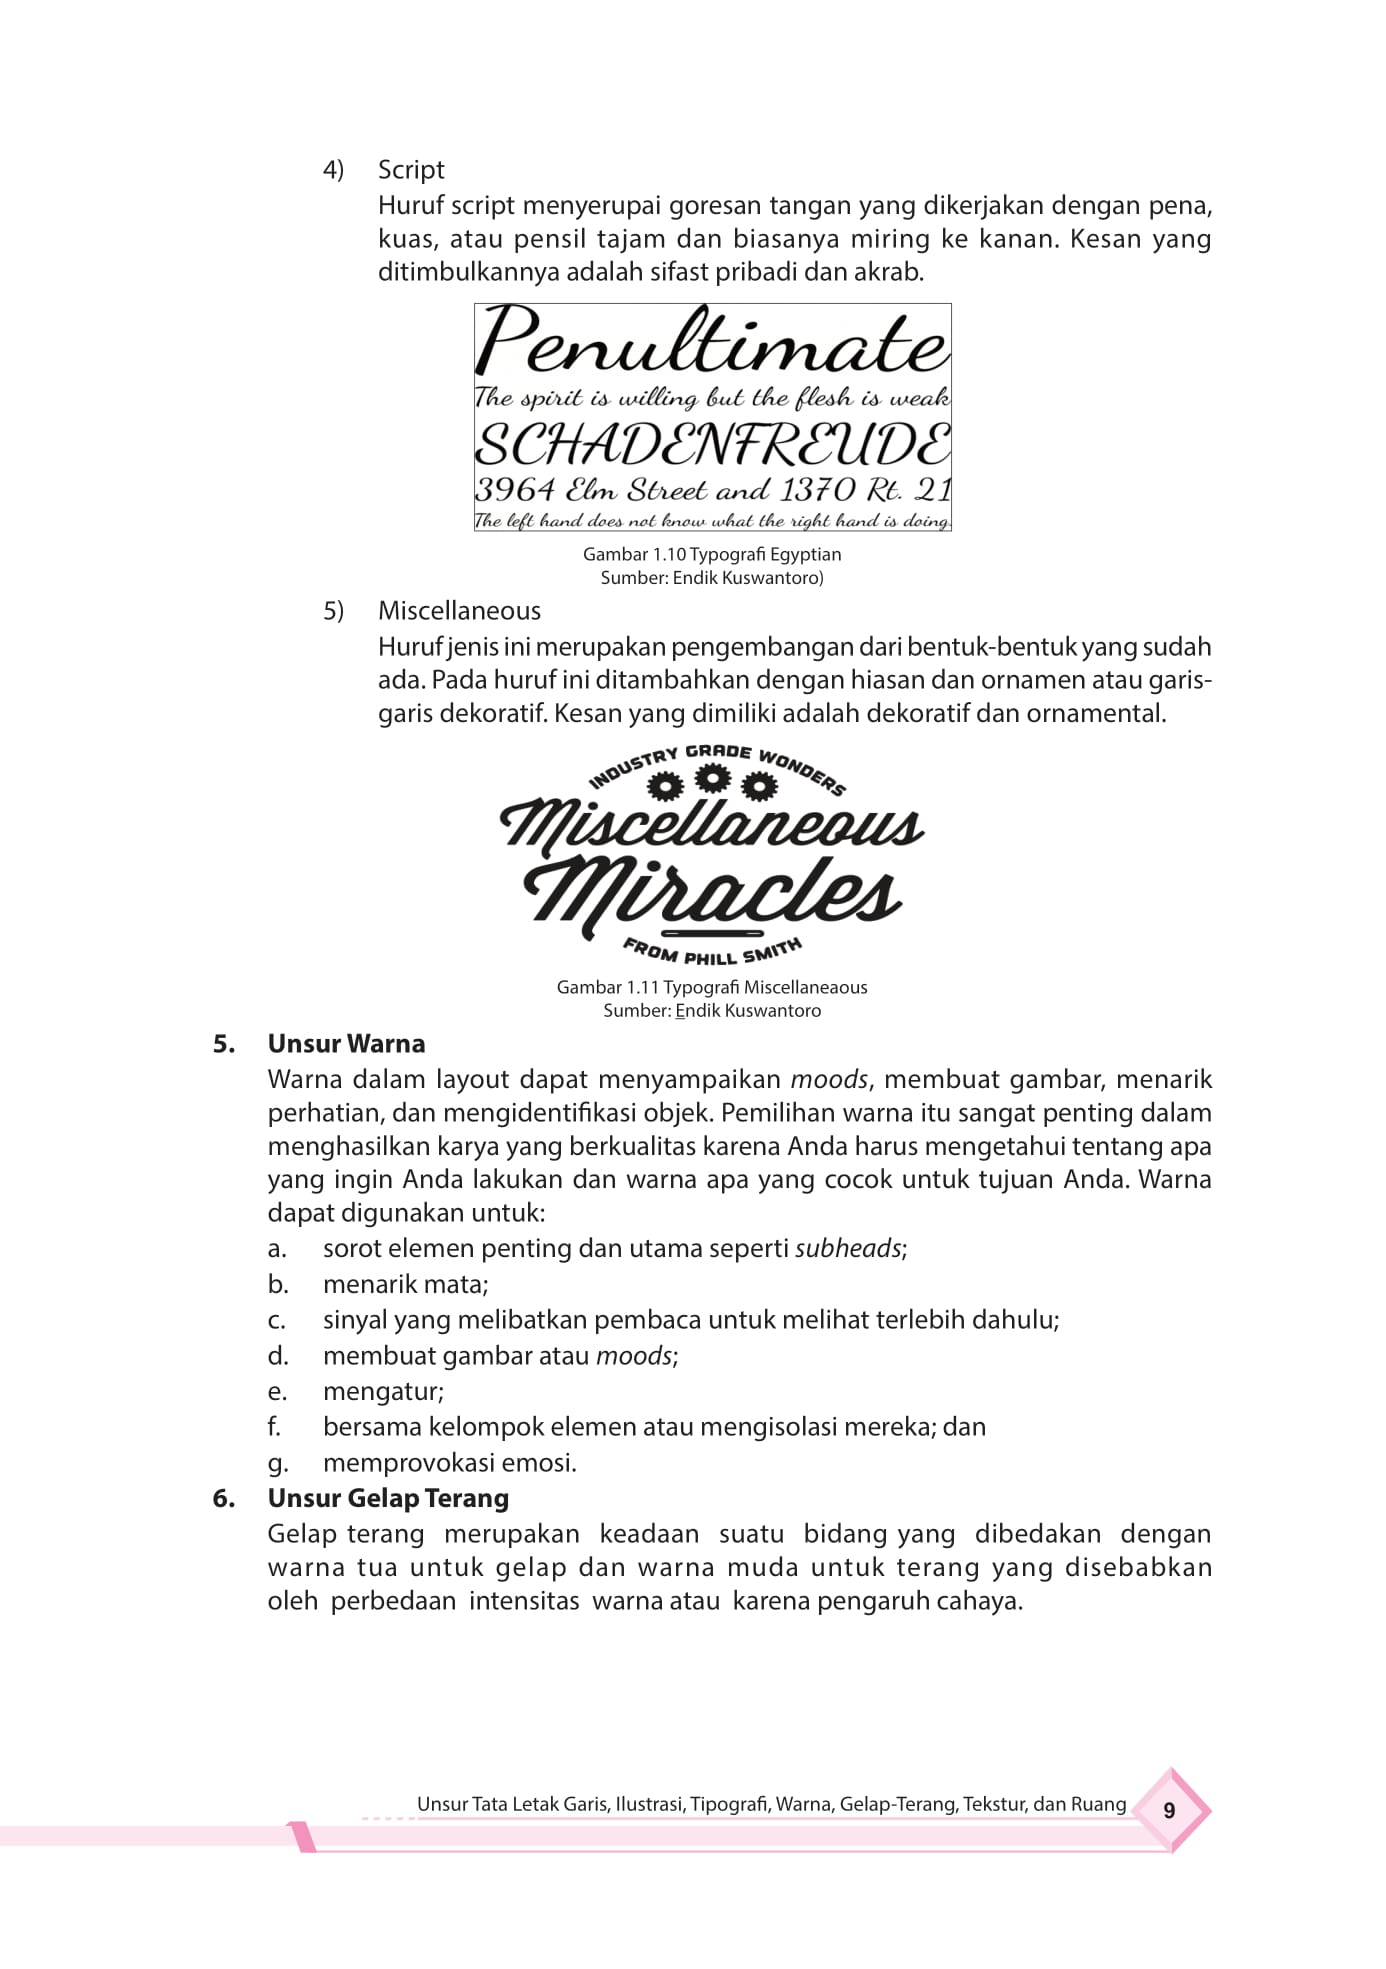 4) Script
Huruf script menyerupai goresan tangan yang dikerjakan dengan pena,
kuas, atau pensil tajam dan biasanya miring ke kanan. Kesan yang
ditimbulkannya adalah sifast pribadi dan akrab.
Penultimate
The spirit is willing but the flesh is weak
SCHADENFREUDE
3964 Elm Street and 1370 Rt. 21
The left hand does not know what the right hand is doing.
Gambar 1.10 Typografi Egyptian
Sumber: Endik Kuswantoro)
5) Miscellaneous
Huruf jenis ini merupakan pengembangan dari bentuk-bentuk yang sudah
ada. Pada huruf ini ditambahkan dengan hiasan dan ornamen atau garis-
garis dekoratif. Kesan yang dimiliki adalah dekoratif dan ornamental.
INDUSTRY GRADE WONDERS
Miscellaneous
Miracles
FROM PHILL SMITH
Gambar 1.11 Typografi Miscellaneaous
Sumber: Endik Kuswantoro
5. Unsur Warna
Warna dalam layout dapat menyampaikan moods, membuat gambar, menarik
perhatian, dan mengidentifikasi objek. Pemilihan warna itu sangat penting dalam
menghasilkan karya yang berkualitas karena Anda harus mengetahui tentang apa
yang ingin Anda lakukan dan warna apa yang cocok untuk tujuan Anda. Warna
dapat digunakan untuk:
a. sorot elemen penting dan utama seperti subheads;
b. menarik mata;
c. sinyal yang melibatkan pembaca untuk melihat terlebih dahulu;
d. membuat gambar atau moods;
e. mengatur;
f. bersama kelompok elemen atau mengisolasi mereka; dan
g. memprovokasi emosi.
6. Unsur Gelap Terang
Gelap terang merupakan keadaan suatu bidang yang dibedakan dengan
warna tua untuk gelap dan warna muda untuk terang yang disebabkan
oleh perbedaan intensitas warna atau karena pengaruh cahaya.
Unsur Tata Letak Garis, Ilustrasi, Tipografi, Warna, Gelap-Terang, Tekstur, dan Ruang 9